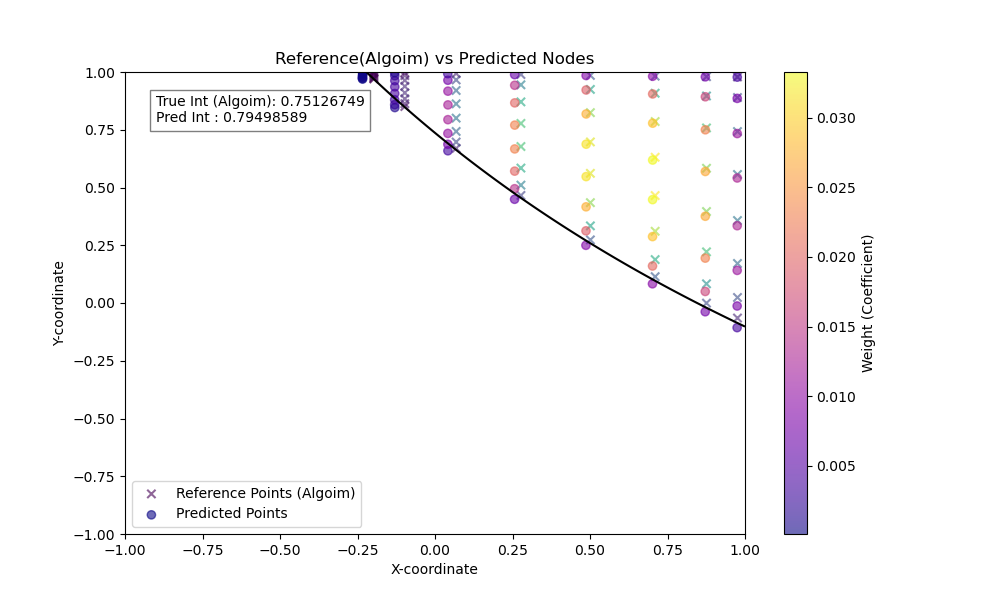 Reference(Algoim) vs Predicted Nodes
True Int (Algoim): 0.75126749
Pred Int : 0.79498589
1.00
0.75
0.50
0.25
0.00
−0.25
−0.50
−0.75
−1.00
Y-coordinate
Reference Points (Algoim)
Predicted Points
−1.00 −0.75 −0.50 −0.25 0.00 0.25 0.50 0.75 1.00
X-coordinate
0.030
0.025
0.020
0.015
0.010
0.005
Weight (Coefficient)